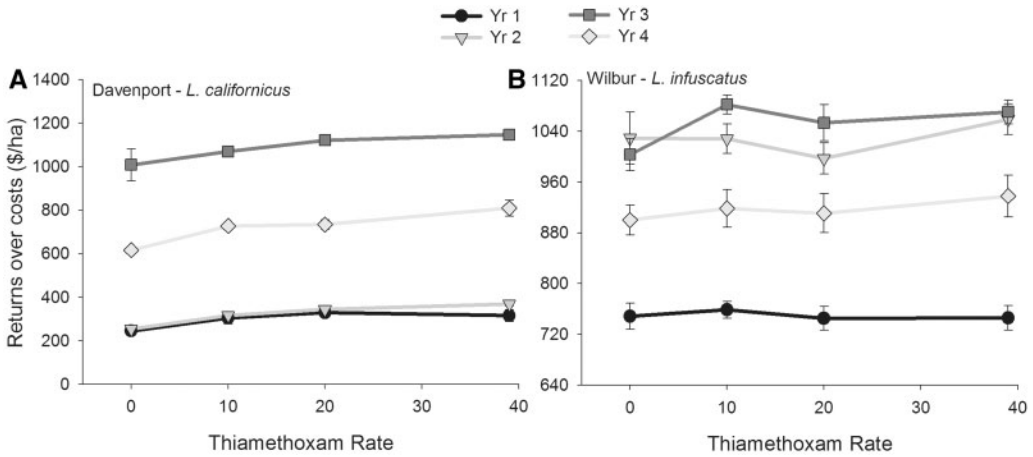 Yr 1 Yr 3
Yr 2 Yr 4
A
Davenport - L. californicus
Returns over costs ($/ha)
1400
1200
1000
800
600
400
200
0
0 10 20 30 40
Thiamethoxam Rate
B
Wilbur - L. infuscatus
1120
1040
960
880
800
720
640
0 10 20 30 40
Thiamethoxam Rate